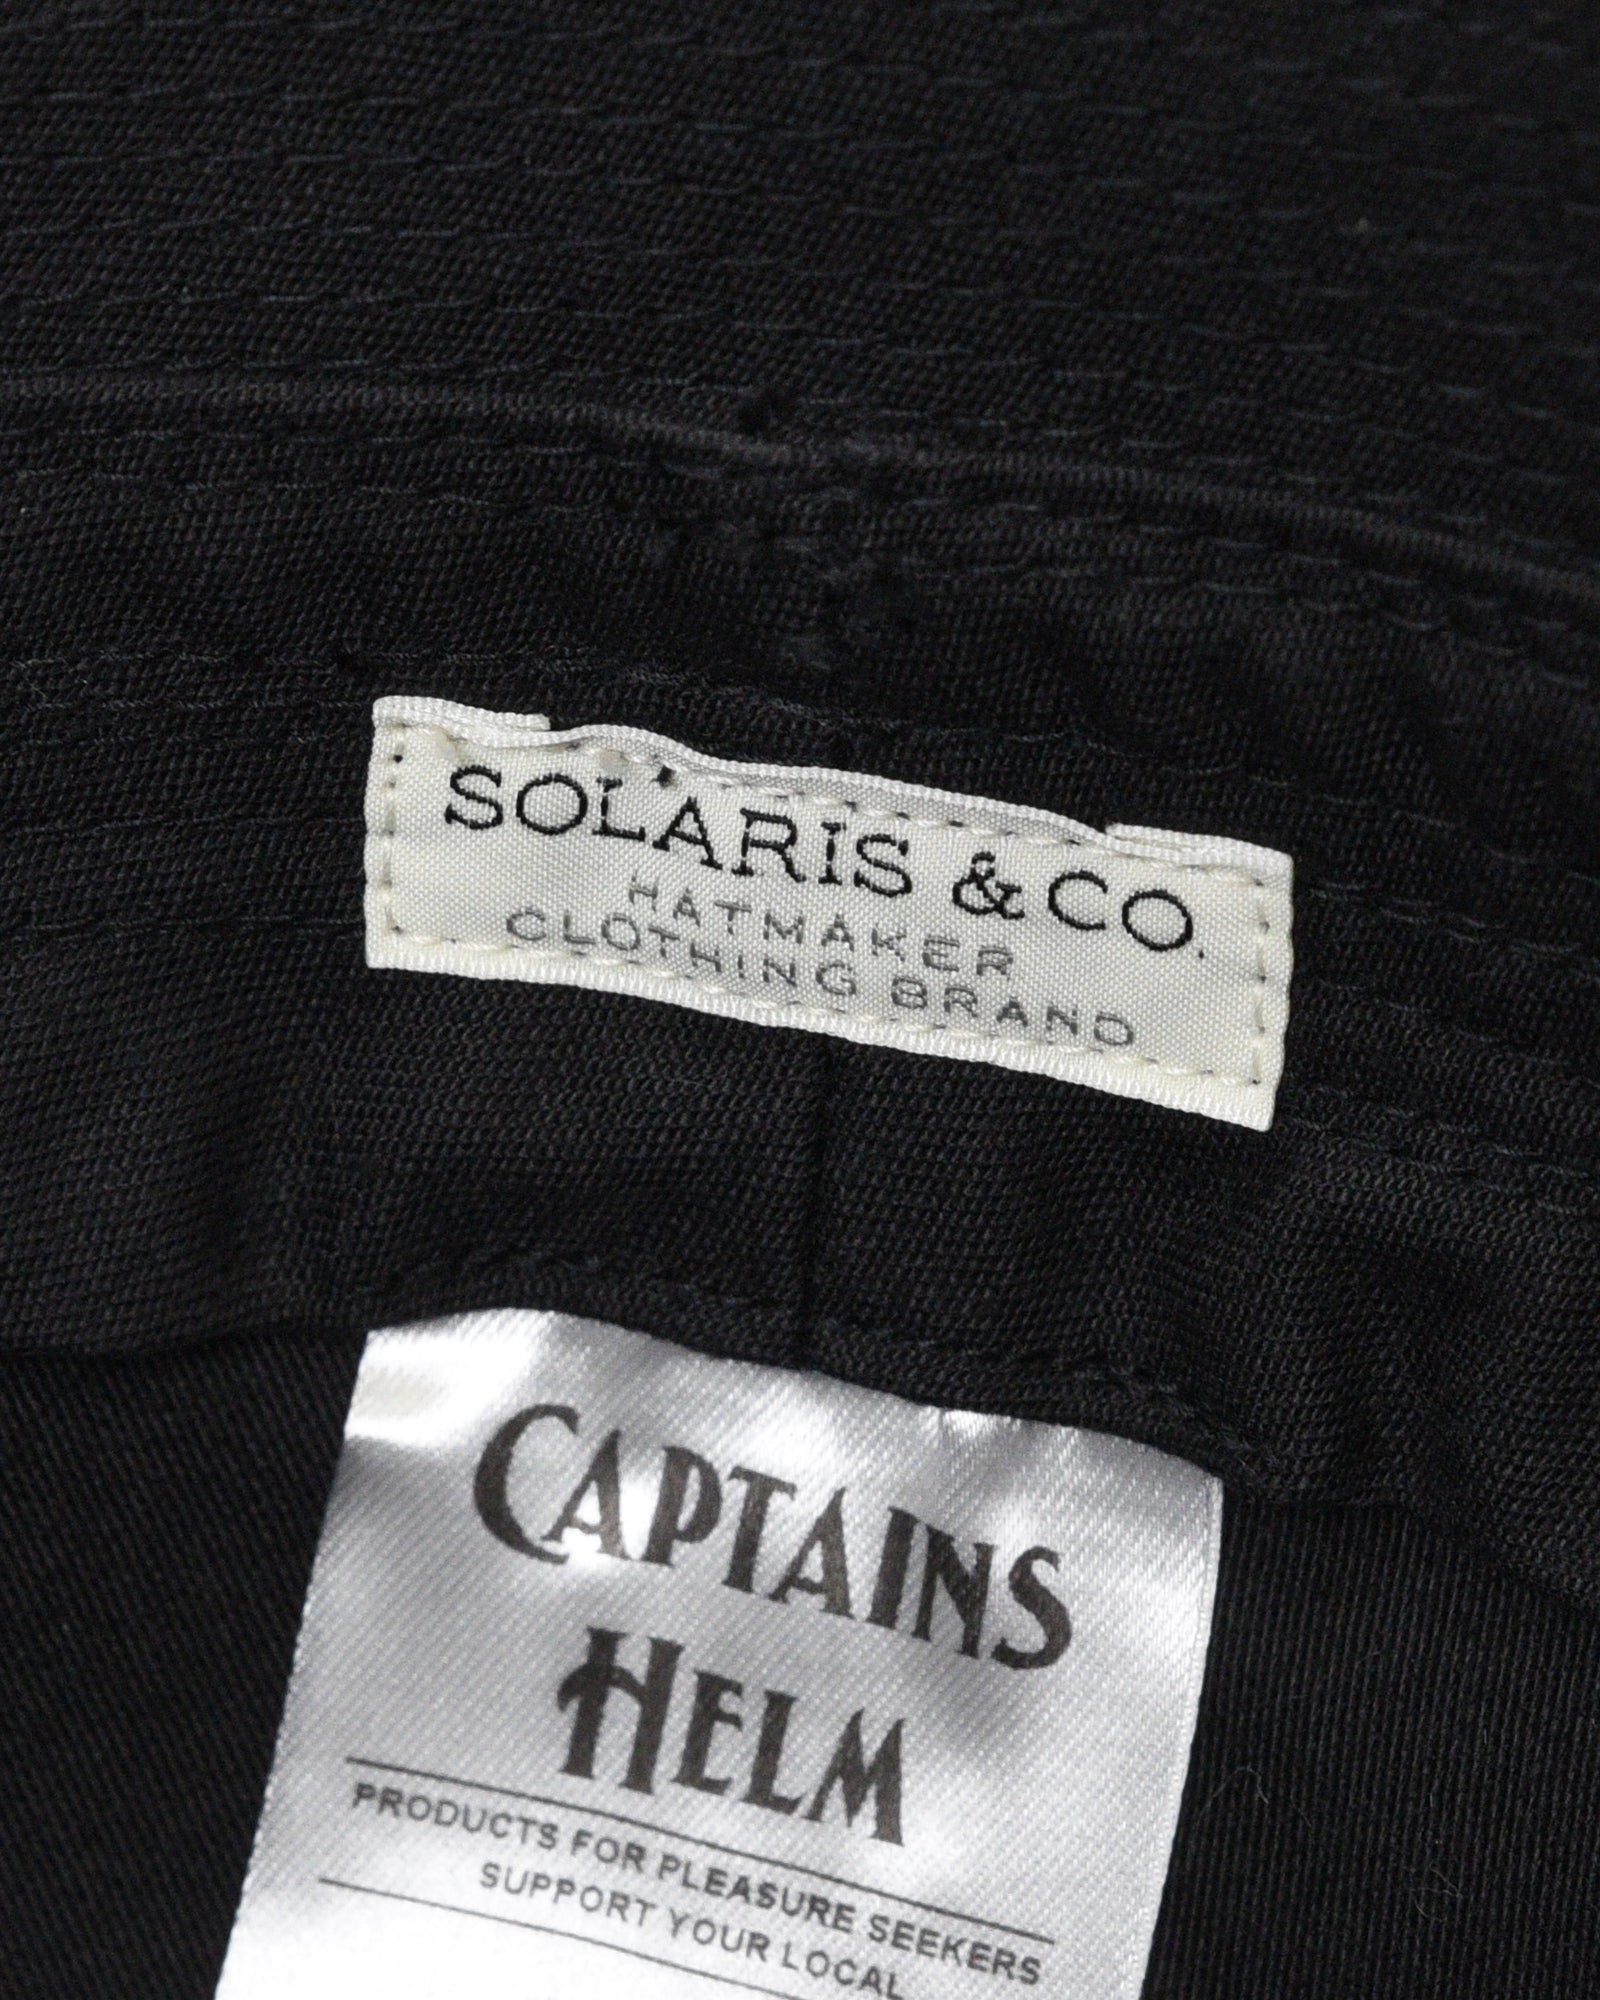 SOLARIS & CO.
HATMAKER
CLOTHING BRAND
CAPTAINS
HELM
PRODUCTS FOR PLEASURE SEEKERS
SUPPORT YOUR LOCAL